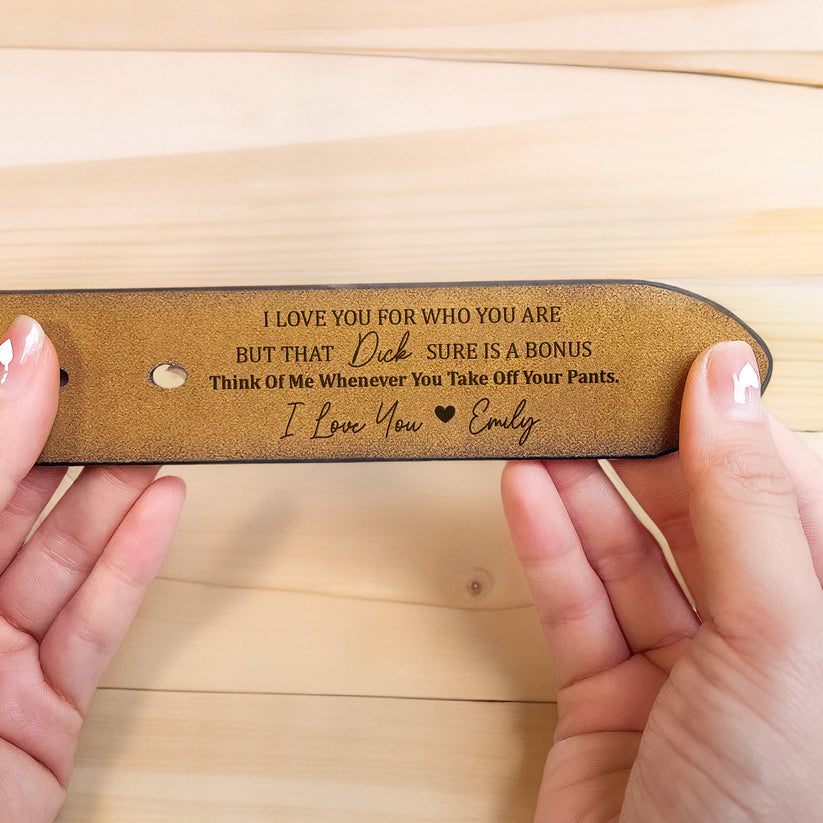 I LOVE YOU FOR WHO YOU ARE
BUT THAT Dick SURE IS A BONUS
Think Of Me Whenever You Take Off Your Pants.
I Love You ♥ Emily